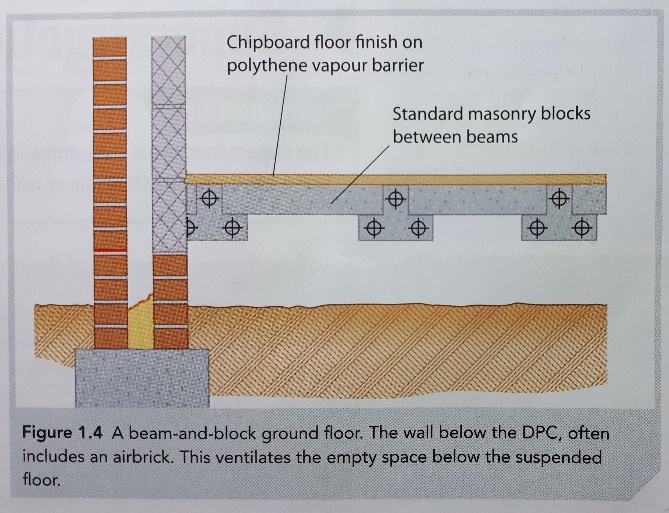 Chipboard floor finish on
polythene vapour barrier
Standard masonry blocks
between beams
Figure 1.4 A beam-and-block ground floor. The wall below the DPC, often
includes an airbrick. This ventilates the empty space below the suspended
floor.